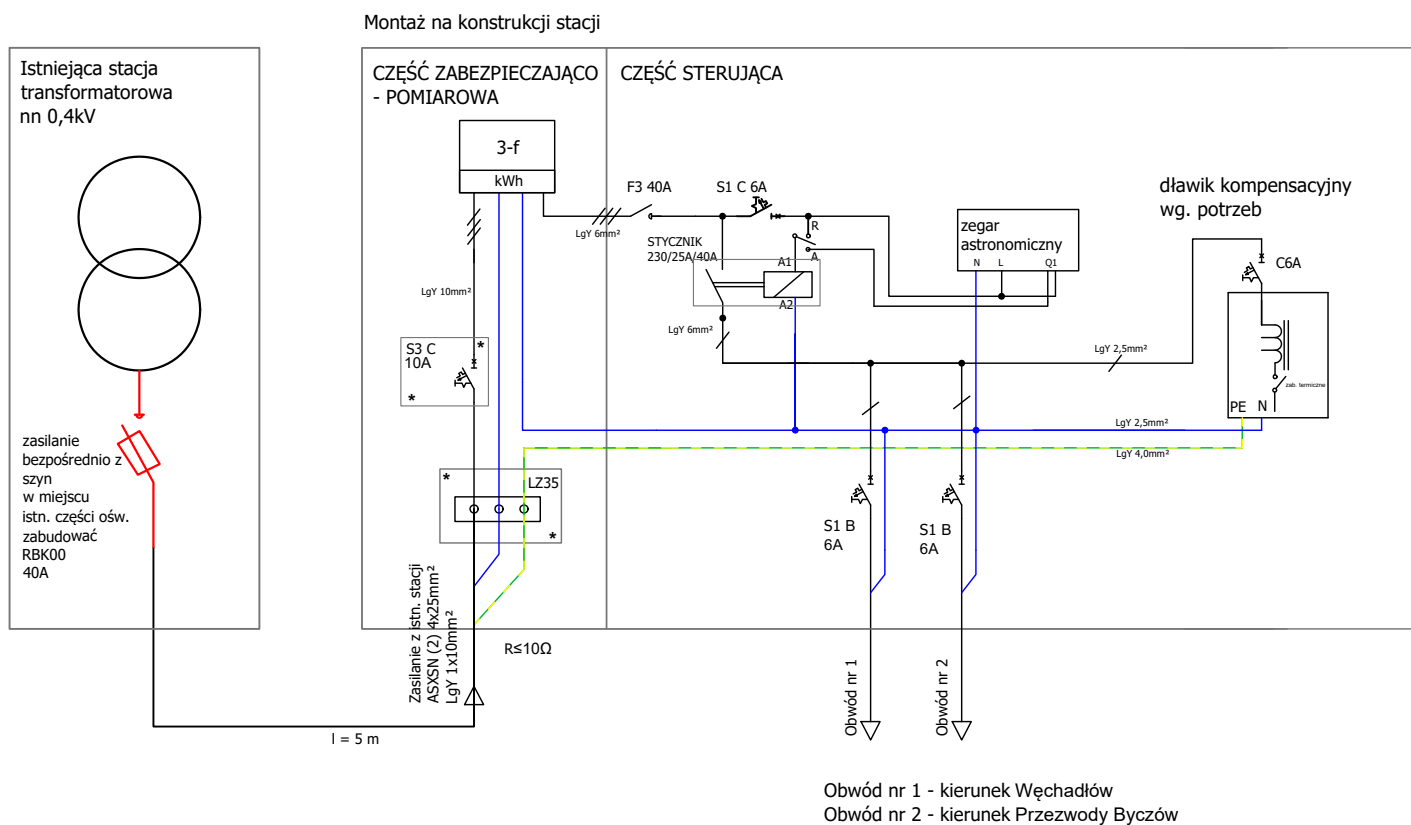 Montaż na konstrukcji stacji
Istniejąca stacja
transformatorowa
nn 0,4kV
CZĘŚĆ ZABEZPIECZAJĄCO
- POMIAROWA
CZĘŚĆ STERUJĄCA
3-f
kWh
F3 40A
S1 C 6A
LgY 6mm²
STYCZNIK
230/25A/40A
R
A
A1
A2
zegar
astronomiczny
N L Q1
dławik kompensacyjny
wg. potrzeb
C6A
LgY 10mm²
LgY 6mm²
LgY 2,5mm²
S3 C
10A
*
*
zab. termiczne
PE N
LgY 2,5mm²
LgY 4,0mm²
zasilanie
bezpośrednio z
szyn
w miejscu
istn. części ośw.
zabudować
RBK00
40A
*
LZ35
*
S1 B
6A
S1 B
6A
Zasilanie z istn. stacji
ASXSN (2) 4x25mm²
LgY 1x10mm²
R≤10Ω
Obwód nr 1
Obwód nr 2
l = 5 m
Obwód nr 1 - kierunek Węchadłów
Obwód nr 2 - kierunek Przezwody Byczów